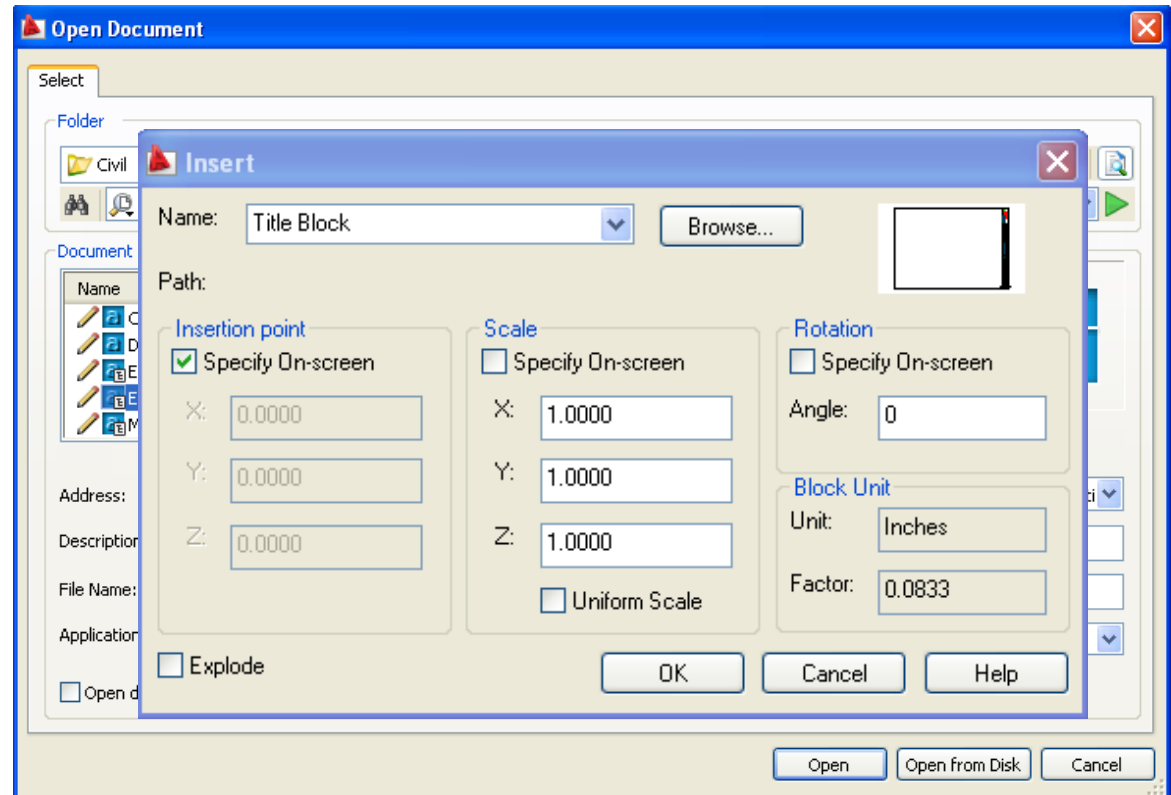 Open Document
Select
Folder
Civil
Insert
Name: Title Block Browse...
Document
Name
Path:
Insertion point Scale Rotation
Specify On-screen Specify On-screen Specify On-screen
X: 0.0000 X: 1.0000 Angle: 0
Y: 0.0000 Y: 1.0000
Block Unit
Z: 0.0000 Z: 1.0000 Unit: Inches
Uniform Scale Factor: 0.0833
Address:
Description
File Name:
Application
Explode OK Cancel Help
Open d
Open Open from Disk Cancel